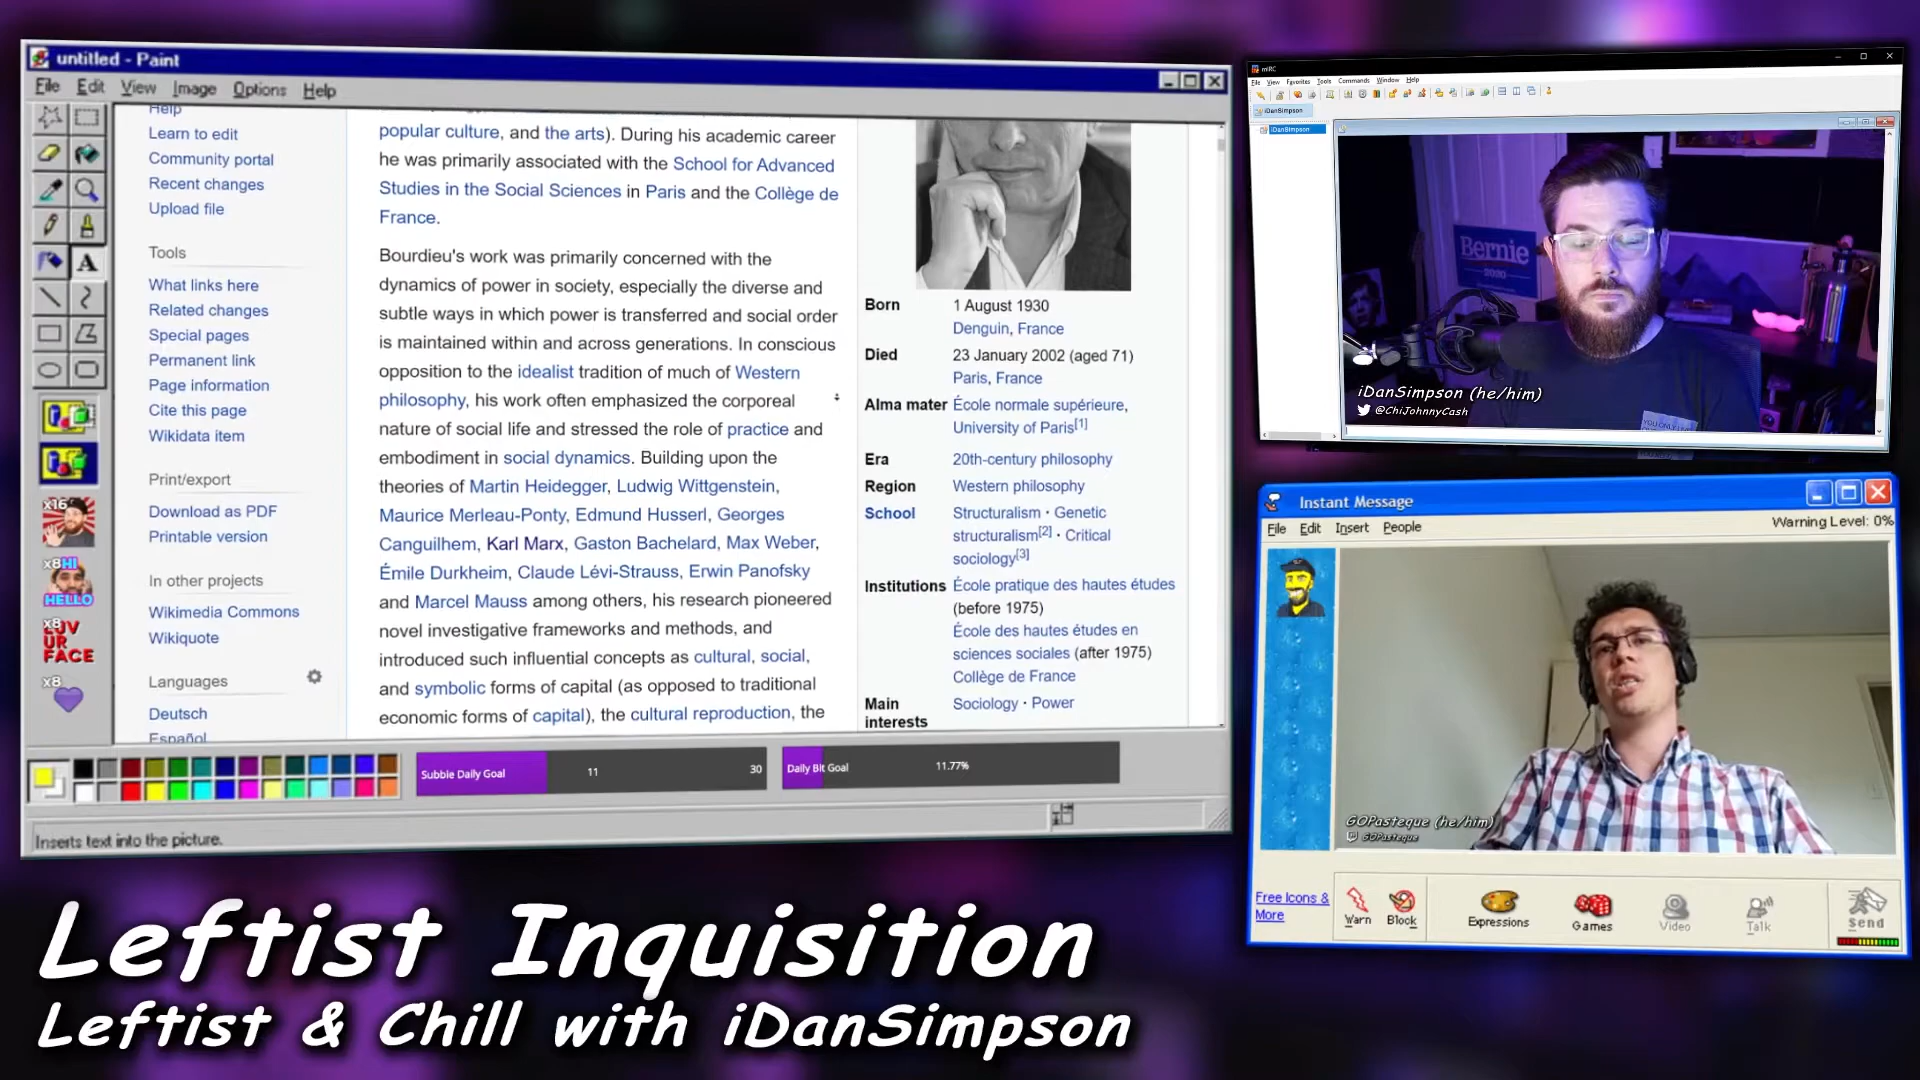 untitled - Paint
File Edit View Image Options Help
Help
Learn to edit
Community portal
Recent changes
Upload file
Tools
What links here
Related changes
Special pages
Permanent link
Page information
Cite this page
Wikidata item
Print/export
Download as PDF
Printable version
In other projects
Wikimedia Commons
Wikiquote
Languages
Deutsch
Español
popular culture, and the arts). During his academic career
he was primarily associated with the School for Advanced
Studies in the Social Sciences in Paris and the Collège de
France.
Bourdieu's work was primarily concerned with the
dynamics of power in society, especially the diverse and
subtle ways in which power is transferred and social order
is maintained within and across generations. In conscious
opposition to the idealist tradition of much of Western
philosophy, his work often emphasized the corporeal
nature of social life and stressed the role of practice and
embodiment in social dynamics. Building upon the
theories of Martin Heidegger, Ludwig Wittgenstein,
Maurice Merleau-Ponty, Edmund Husserl, Georges
Canguilhem, Karl Marx, Gaston Bachelard, Max Weber,
Émile Durkheim, Claude Lévi-Strauss, Erwin Panofsky
and Marcel Mauss among others, his research pioneered
novel investigative frameworks and methods, and
introduced such influential concepts as cultural, social,
and symbolic forms of capital (as opposed to traditional
economic forms of capital), the cultural reproduction, the
Born 1 August 1930
Denguin, France
Died 23 January 2002 (aged 71)
Paris, France
Alma mater École normale supérieure,
University of Paris[1]
Era 20th-century philosophy
Region Western philosophy
School Structuralism · Genetic
structuralism[2] · Critical
sociology[3]
Institutions École pratique des hautes études
(before 1975)
École des hautes études en
sciences sociales (after 1975)
Collège de France
Main
interests
Sociology · Power
A
x16
x8 HI
HELLO
x8
LUV
UR
FACE
x8
Subble Daily Goal 11 30
Daily Bit Goal 11.77%
Inserts text into the picture.
mIRC
File View Favorites Tools Commands Window Help
iDanSimpson
iDanSimpson
Bernie
2020
iDanSimpson (he/him)
@ChiJohnnyCash
Instant Message
File Edit Insert People
Warning Level: 0%
GOPasteque (he/him)
GOPasteque
Free Icons &
More
Warn Block Expressions Games Video Talk Send
Leftist Inquisition
Leftist & Chill with iDanSimpson